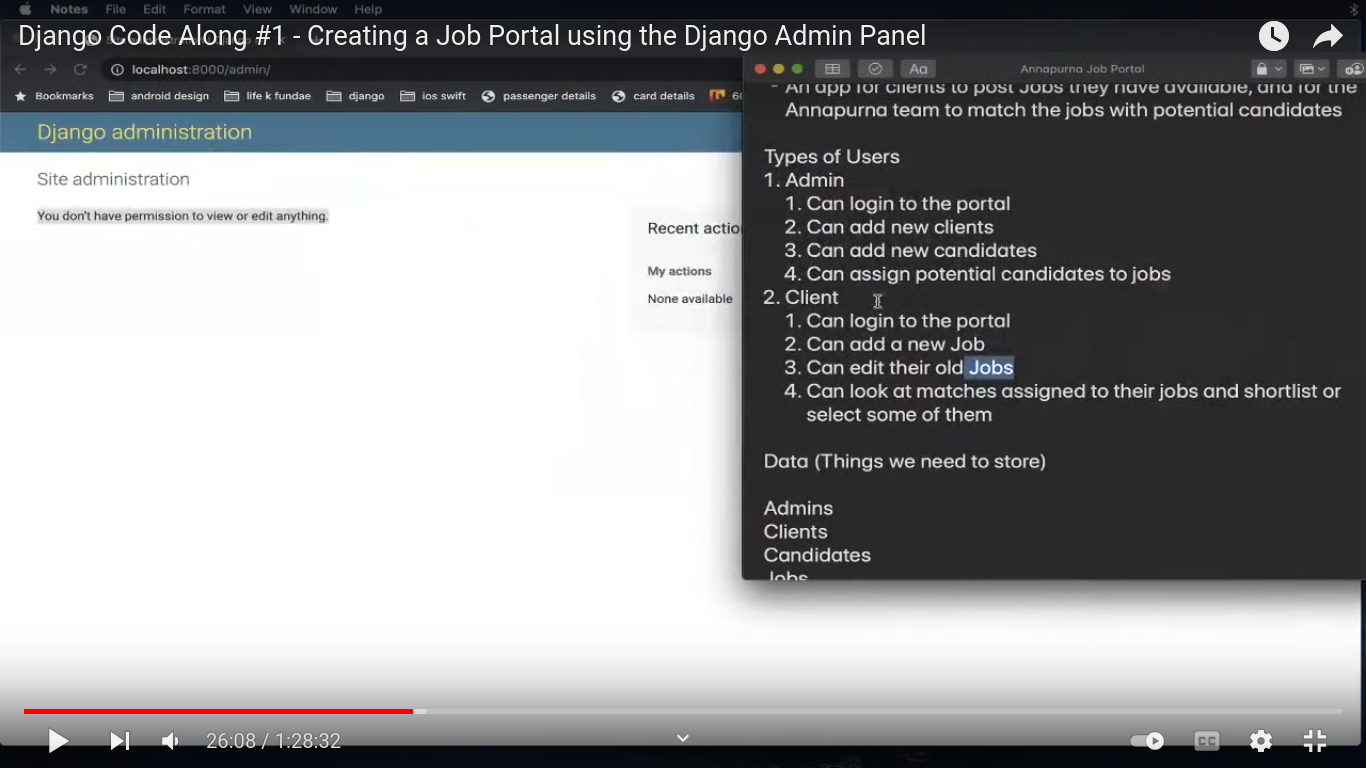 Notes File Edit Format View Window Help
Django Code Along #1 - Creating a Job Portal using the Django Admin Panel
localhost:8000/admin/
Annapurna Job Portal
Aa
Bookmarks android design life k fundae django ios swift passenger details card details
- An app for clients to post Jobs they have available, and for the
Annapurna team to match the jobs with potential candidates
Django administration
Site administration
You don't have permission to view or edit anything.
Recent actio
My actions
None available
Types of Users
1. Admin
1. Can login to the portal
2. Can add new clients
3. Can add new candidates
4. Can assign potential candidates to jobs
2. Client
1. Can login to the portal
2. Can add a new Job
3. Can edit their old Jobs
4. Can look at matches assigned to their jobs and shortlist or
select some of them
Data (Things we need to store)
Admins
Clients
Candidates
Jobs
26:08 / 1:28:32
CC